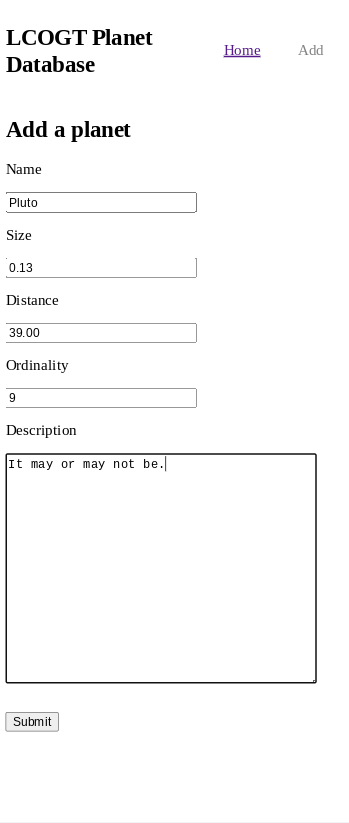 LCOGT Planet
Database
Home
Add
Add a planet
Name
Pluto
Size
0.13
Distance
39.00
Ordinality
9
Description
It may or may not be.
Submit